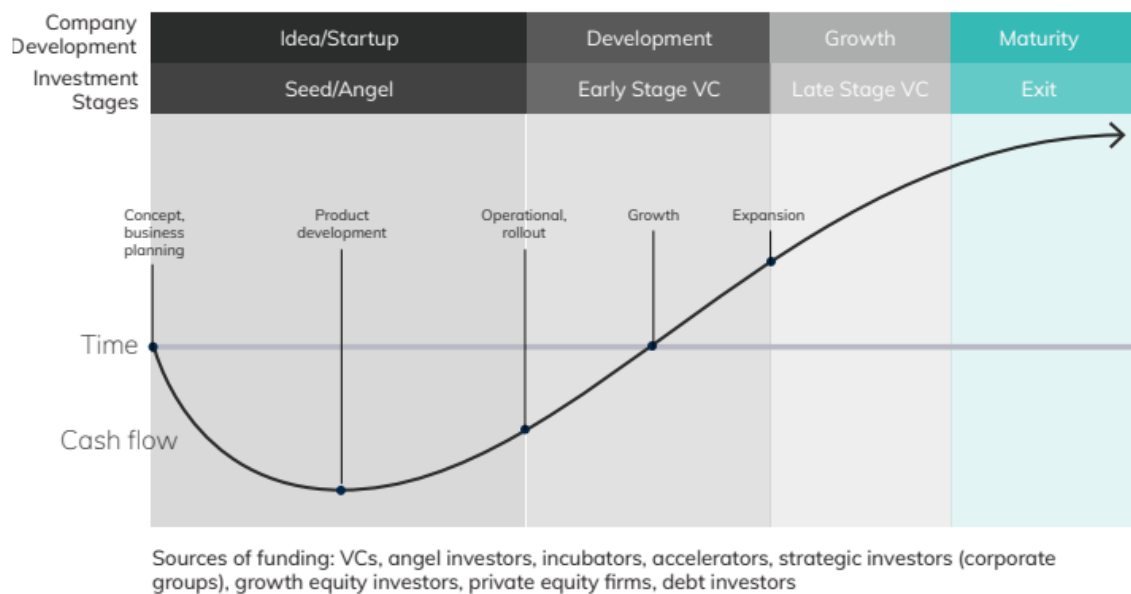 Company
Development
Idea/Startup
Development
Growth
Maturity
Investment
Stages
Seed/Angel
Early Stage VC
Late Stage VC
Exit
Concept,
business
planning
Product
development
Operational,
rollout
Growth
Expansion
Time
Cash flow
Sources of funding: VCs, angel investors, incubators, accelerators, strategic investors (corporate
groups), growth equity investors, private equity firms, debt investors